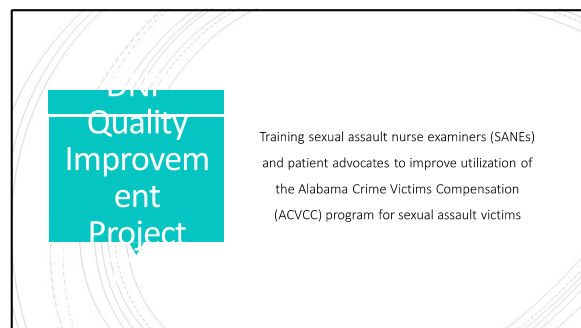 DNP
Quality
Improvem
ent
Project
Training sexual assault nurse examiners (SANEs)
and patient advocates to improve utilization of
the Alabama Crime Victims Compensation
(ACVCC) program for sexual assault victims